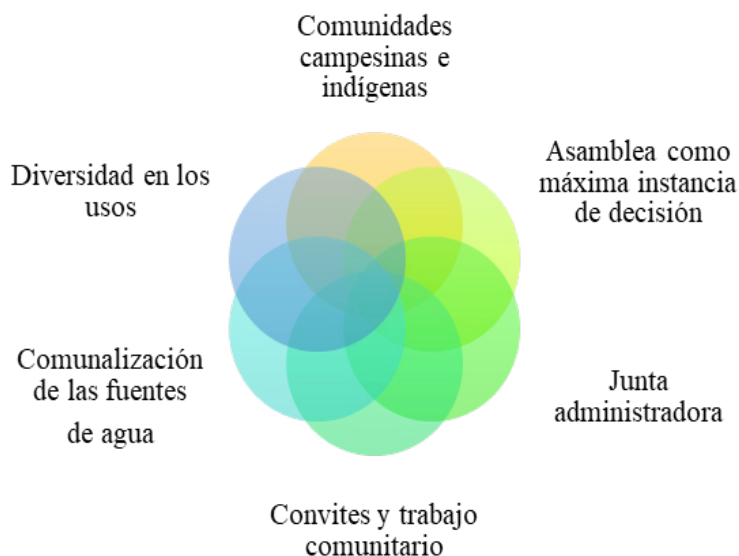 Comunidades
campesinas e
indígenas
Asamblea como
máxima instancia
de decisión
Junta
administradora
Convites y trabajo
comunitario
Comunalización
de las fuentes
de agua
Diversidad en los
usos